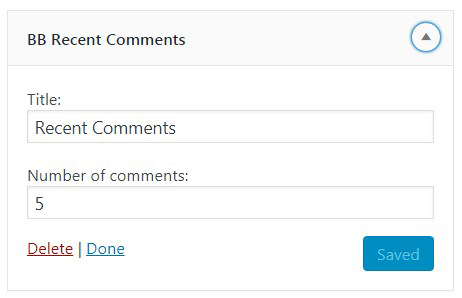 BB Recent Comments
Title:
Recent Comments
Number of comments:
5
Delete | Done
Saved